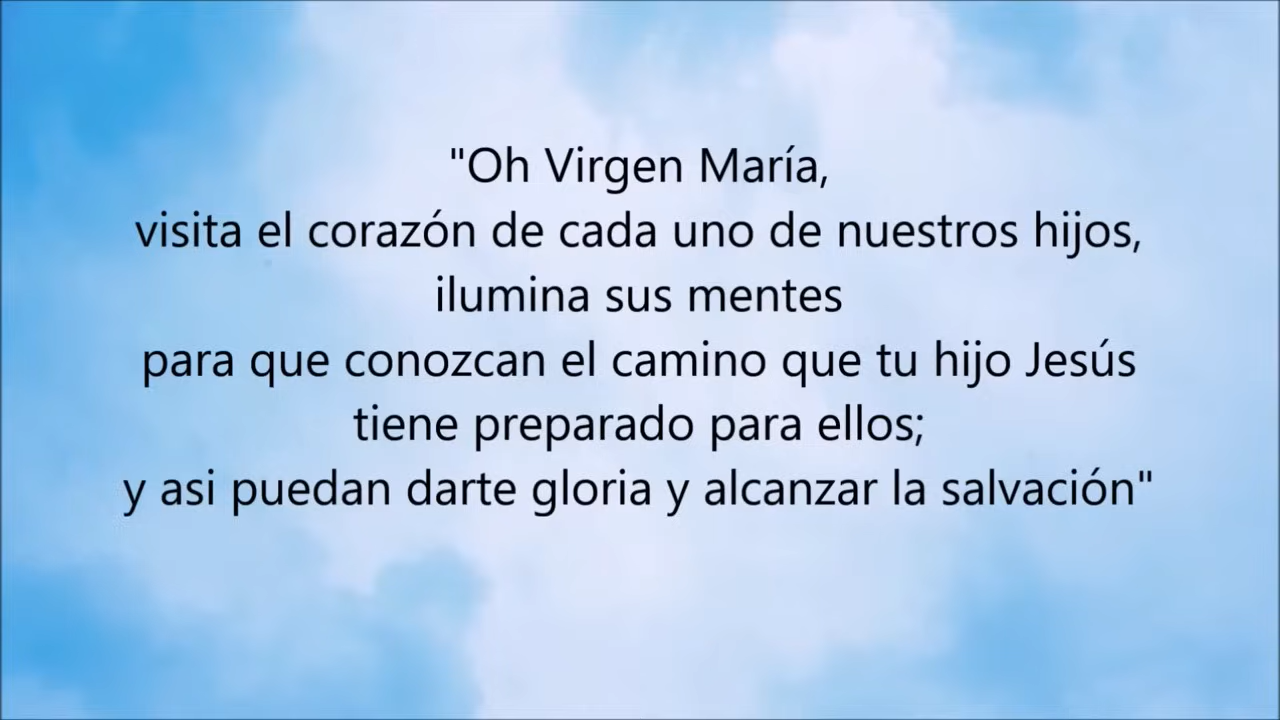 "Oh Virgen María,
visita el corazón de cada uno de nuestros hijos,
ilumina sus mentes
para que conozcan el camino que tu hijo Jesús
tiene preparado para ellos;
y asi puedan darte gloria y alcanzar la salvación"